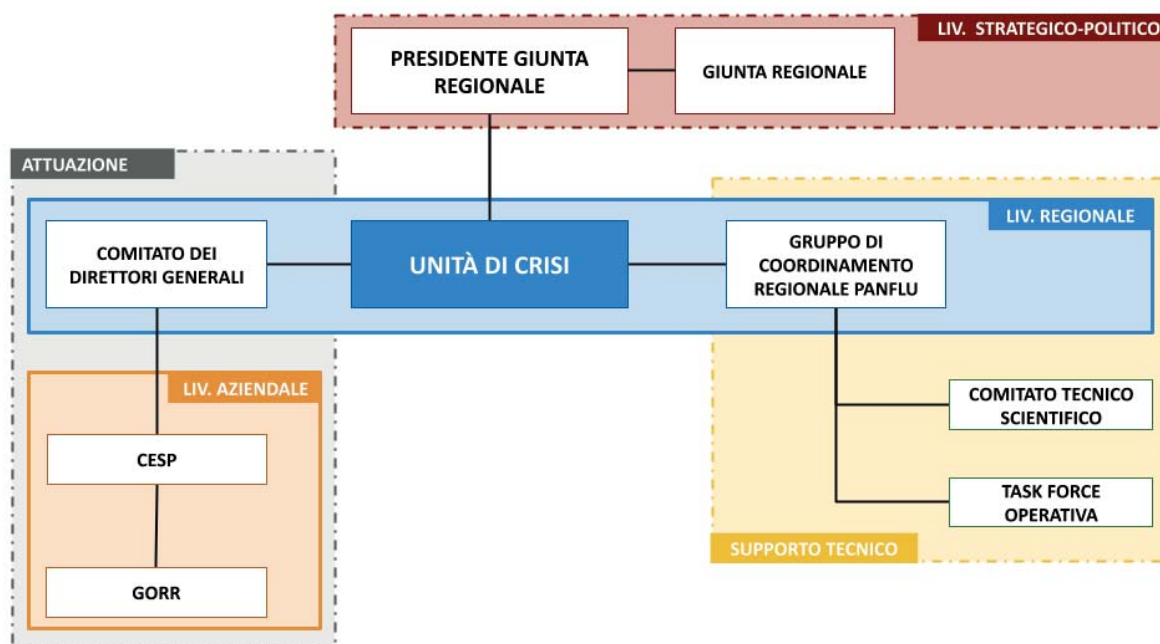 LIV. STRATEGICO-POLITICO
PRESIDENTE GIUNTA
REGIONALE
GIUNTA REGIONALE
ATTUAZIONE
LIV. REGIONALE
COMITATO DEI
DIRETTORI GENERALI
UNITÀ DI CRISI
GRUPPO DI
COORDINAMENTO
REGIONALE PANFLU
LIV. AZIENDALE
CESP
GORR
COMITATO TECNICO
SCIENTIFICO
TASK FORCE
OPERATIVA
SUPPORTO TECNICO